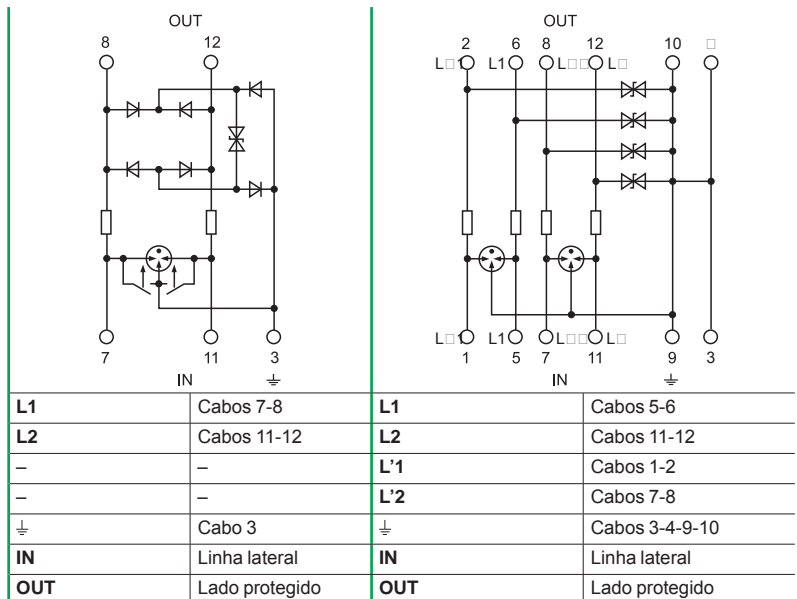 OUT
8 12
7 11 3
IN
OUT
2 6 8 12 10
L1
L1
5 7 11 9 3
1
IN
L1 Cabos 7-8 L1 Cabos 5-6
L2 Cabos 11-12 L2 Cabos 11-12
– – L'1 Cabos 1-2
– – L'2 Cabos 7-8
⏚ Cabo 3 ⏚ Cabos 3-4-9-10
IN Linha lateral IN Linha lateral
OUT Lado protegido OUT Lado protegido